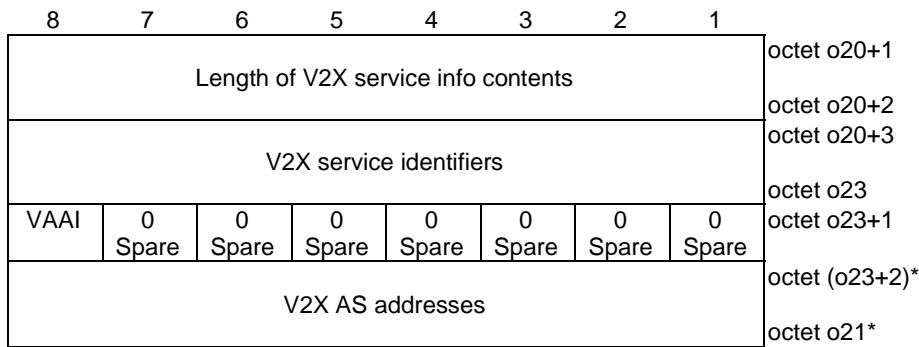 8 7 6 5 4 3 2 1
octet o20+1
Length of V2X service info contents
octet o20+2
octet o20+3
V2X service identifiers
octet o23
VAAI 0 0 0 0 0 0 0 octet o23+1
Spare Spare Spare Spare Spare Spare Spare
octet (o23+2)*
V2X AS addresses
octet o21*